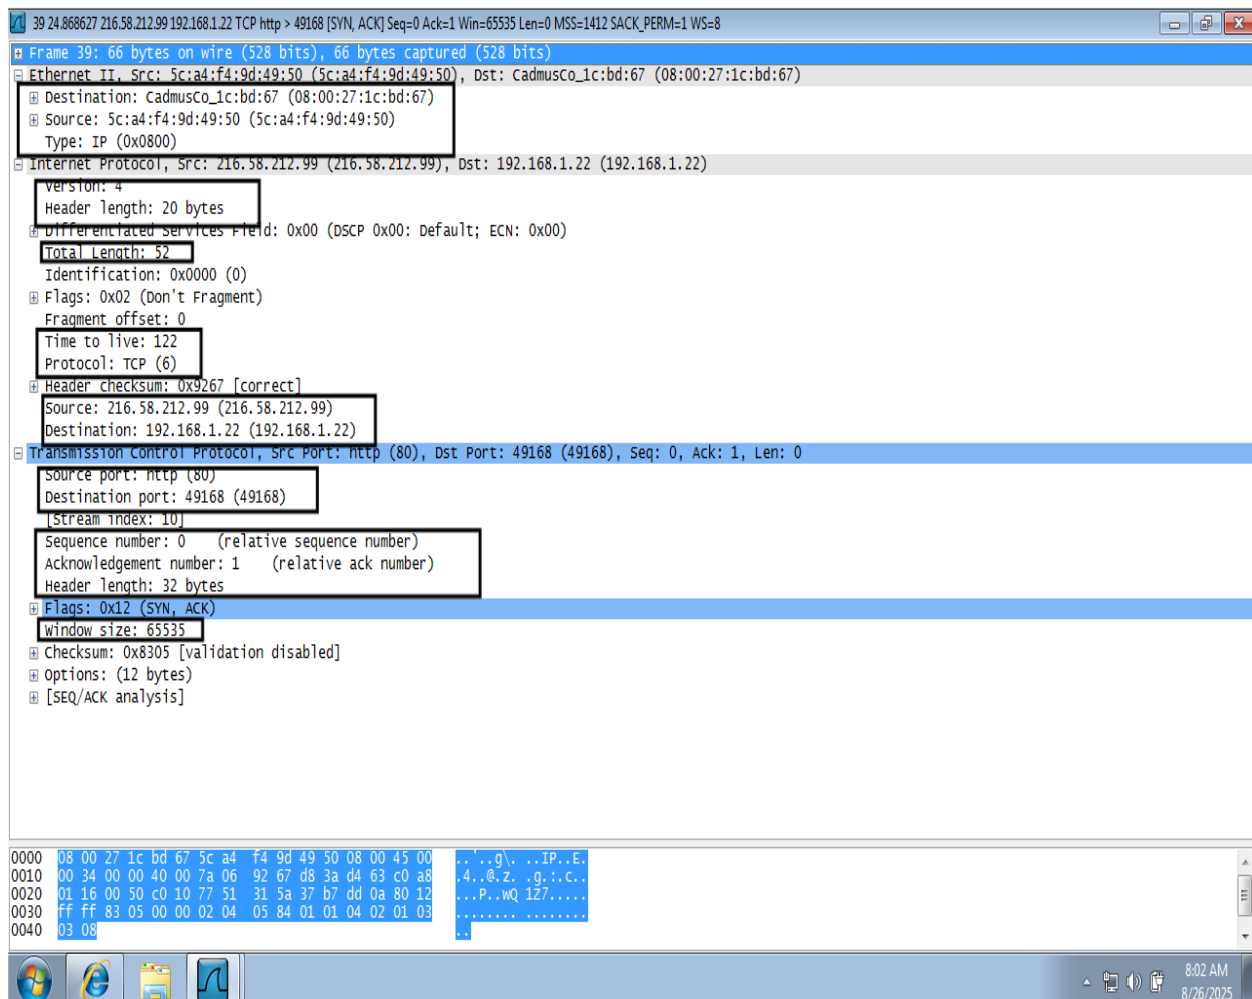 39 24.868627 216.58.212.99 192.168.1.22 TCP http > 49168 [SYN, ACK] Seq=0 Ack=1 Win=65535 Len=0 MSS=1412 SACK_PERM=1 WS=8
Frame 39: 66 bytes on wire (528 bits), 66 bytes captured (528 bits)
Ethernet II, Src: 5c:a4:f4:9d:49:50 (5c:a4:f4:9d:49:50), Dst: CadmusCo_1c:bd:67 (08:00:27:1c:bd:67)
Destination: CadmusCo_1c:bd:67 (08:00:27:1c:bd:67)
Source: 5c:a4:f4:9d:49:50 (5c:a4:f4:9d:49:50)
Type: IP (0x0800)
Internet Protocol, Src: 216.58.212.99 (216.58.212.99), Dst: 192.168.1.22 (192.168.1.22)
Version: 4
Header length: 20 bytes
Differentiated Services Field: 0x00 (DSCP 0x00: Default; ECN: 0x00)
Total Length: 52
Identification: 0x0000 (0)
Flags: 0x02 (Don't Fragment)
Fragment offset: 0
Time to live: 122
Protocol: TCP (6)
Header checksum: 0x9267 [correct]
Source: 216.58.212.99 (216.58.212.99)
Destination: 192.168.1.22 (192.168.1.22)
Transmission Control Protocol, Src Port: http (80), Dst Port: 49168 (49168), Seq: 0, Ack: 1, Len: 0
Source port: http (80)
Destination port: 49168 (49168)
[Stream index: 10]
Sequence number: 0 (relative sequence number)
Acknowledgement number: 1 (relative ack number)
Header length: 32 bytes
Flags: 0x12 (SYN, ACK)
Window size: 65535
Checksum: 0x8305 [validation disabled]
Options: (12 bytes)
[SEQ/ACK analysis]
0000 08 00 27 1c bd 67 5c a4 f4 9d 49 50 08 00 45 00 ..'..g\. ..IP..E.
0010 00 34 00 00 40 00 7a 06 92 67 d8 3a d4 63 c0 a8 .4..@.z. .g.:.c..
0020 01 16 00 50 c0 10 77 51 31 5a 37 b7 dd 0a 80 12 ...P..wQ 1Z7.....
0030 ff ff 83 05 00 00 02 04 05 84 01 01 04 02 01 03 ........ ........
0040 03 08 ..
8:02 AM
8/26/2025